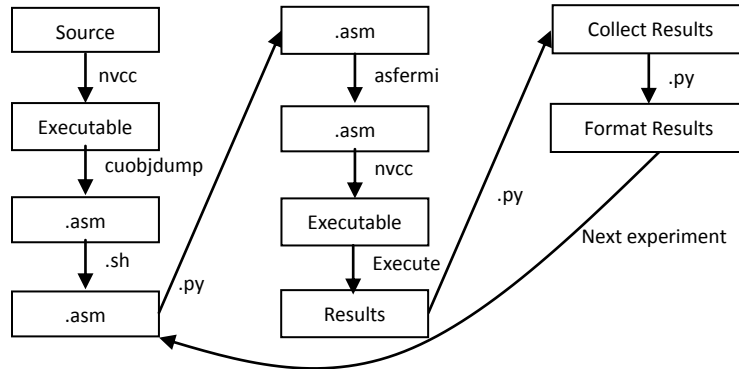 Source
nvcc
Executable
cuobjdump
.asm
.sh
.asm
.py
.asm
asfermi
.asm
nvcc
Executable
Execute
Results
.py
Collect Results
.py
Format Results
Next experiment